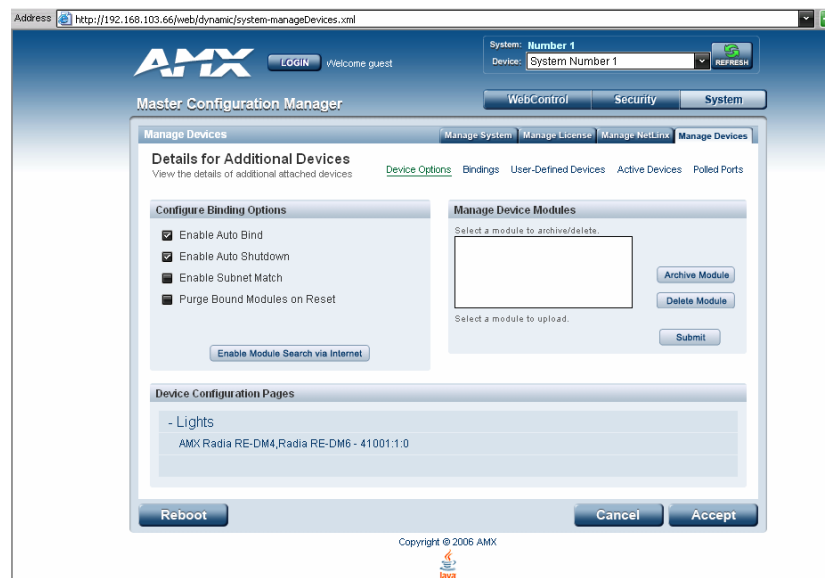 Address http://192.168.103.66/web/dynamic/system-manageDevices.xml
AMX LOGIN Welcome guest
System: Number 1
Device: System Number 1 REFRESH
Master Configuration Manager
WebControl Security System
Manage Devices
Manage System Manage License Manage NetLinx Manage Devices
Details for Additional Devices
View the details of additional attached devices
Device Options Bindings User-Defined Devices Active Devices Polled Ports
Configure Binding Options
Enable Auto Bind
Enable Auto Shutdown
Enable Subnet Match
Purge Bound Modules on Reset
Enable Module Search via Internet
Manage Device Modules
Select a module to archive/delete.
Archive Module
Delete Module
Select a module to upload.
Submit
Device Configuration Pages
- Lights
AMX Radia RE-DM4,Radia RE-DM6 - 41001:1:0
Reboot Cancel Accept
Copyright © 2006 AMX
Java